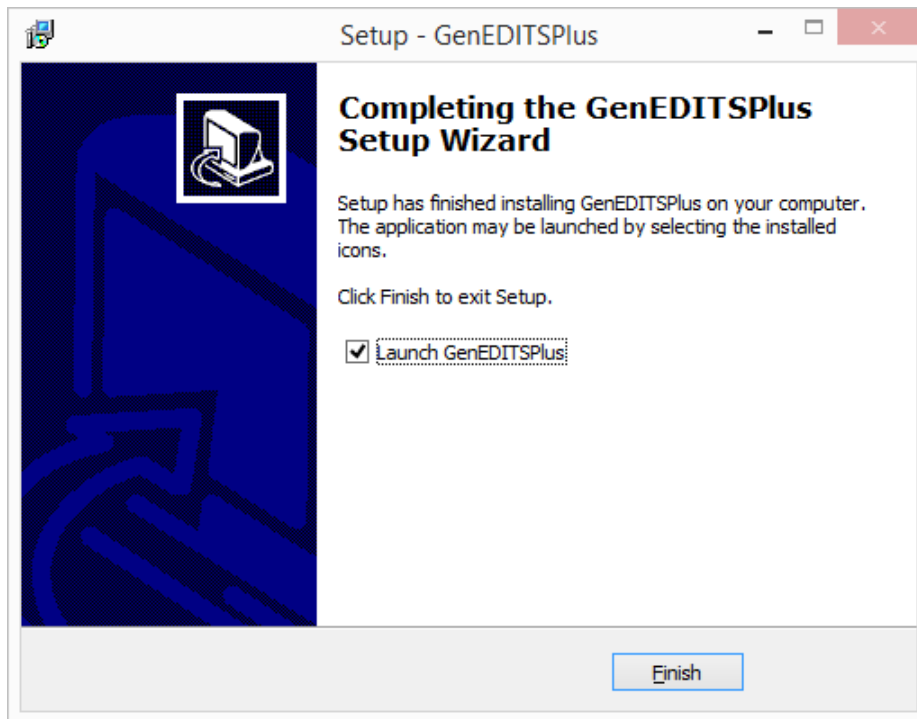 Setup - GenEDITSPlus
Completing the GenEDITSPlus
Setup Wizard
Setup has finished installing GenEDITSPlus on your computer.
The application may be launched by selecting the installed
icons.
Click Finish to exit Setup.
Launch GenEDITSPlus
Finish